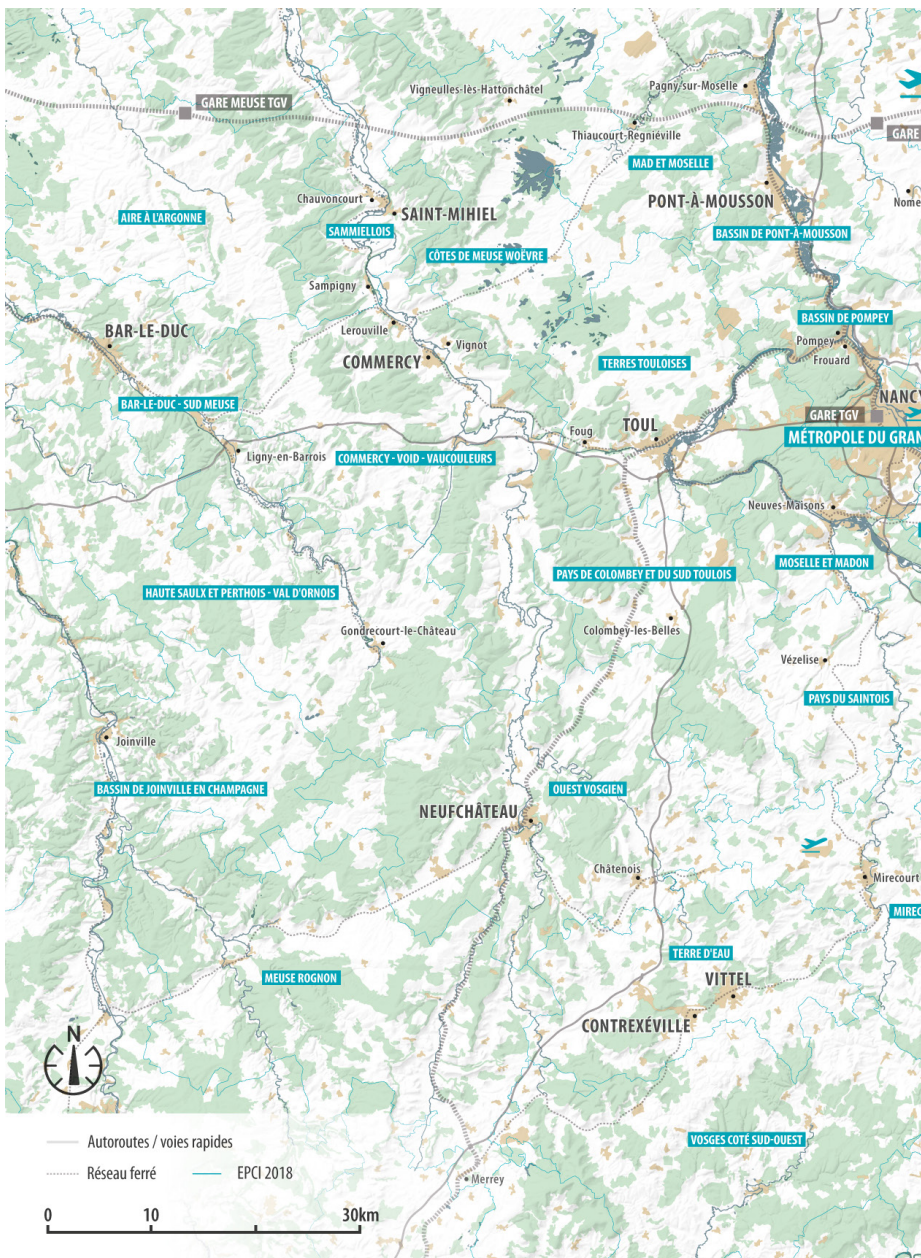 Vigneulles-lès-Hattonchâtel
Pagny-sur-Moselle
GARE MEUSE TGV
GARE
Thiaucourt-Regniéville
MAD ET MOSELLE
Chauvoncourt
PONT-À-MOUSSON
Nome
AIRE À L'ARGONNE
SAINT-MIHIEL
SAMMIELLOIS
BASSIN DE PONT-À-MOUSSON
CÔTES DE MEUSE WOËVRE
Sampigny
BASSIN DE POMPEY
BAR-LE-DUC
Lerouville
Vignot
Pompey
Frouard
COMMERCY
TERRES TOULOISES
NANCY
BAR-LE-DUC - SUD MEUSE
GARE TGV
TOUL
Foug
MÉTROPOLE DU GRAN
Ligny-en-Barrois
COMMERCY - VOID - VAUCOULEURS
Neuves-Maisons
MOSELLE ET MADON
PAYS DE COLOMBEY ET DU SUD TOULOIS
HAUTE SAULX ET PERTHOIS - VAL D'ORNOIS
Gondrecourt-le-Château
Colombey-les-Belles
Vézelise
PAYS DU SAINTOIS
Joinville
BASSIN DE JOINVILLE EN CHAMPAGNE
OUEST VOSGIEN
NEUFCHÂTEAU
Châtenois
Mirecourt
MIREC
TERRE D'EAU
MEUSE ROGNON
VITTEL
CONTREXÉVILLE
N
VOSGES COTÉ SUD-OUEST
Merrey
Autoroutes / voies rapides
Réseau ferré
EPCI 2018
0 10 30km